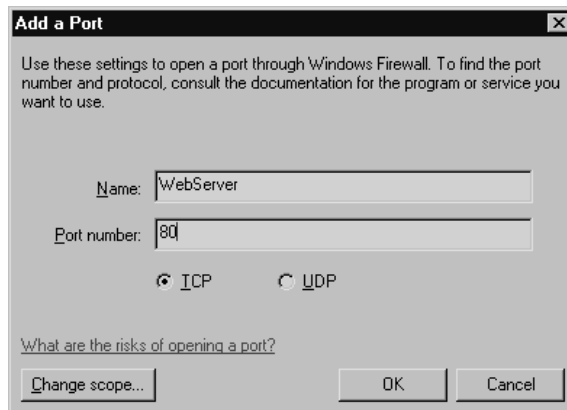 Add a Port
Use these settings to open a port through Windows Firewall. To find the port
number and protocol, consult the documentation for the program or service you
want to use.
Name: WebServer
Port number: 80
TCP UDP
What are the risks of opening a port?
Change scope... OK Cancel